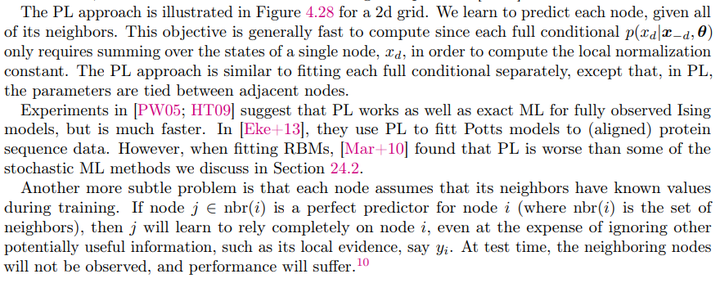 The PL approach is illustrated in Figure 4.28 for a 2d grid. We learn to predict each node, given all
of its neighbors. This objective is generally fast to compute since each full conditional p(x_d|x_{−d}, θ)
only requires summing over the states of a single node, x_d, in order to compute the local normalization
constant. The PL approach is similar to fitting each full conditional separately, except that, in PL,
the parameters are tied between adjacent nodes.
Experiments in [PW05; HT09] suggest that PL works as well as exact ML for fully observed Ising
models, but is much faster. In [Eke+13], they use PL to fitt Potts models to (aligned) protein
sequence data. However, when fitting RBMs, [Mar+10] found that PL is worse than some of the
stochastic ML methods we discuss in Section 24.2.
Another more subtle problem is that each node assumes that its neighbors have known values
during training. If node j ∈ nbr(i) is a perfect predictor for node i (where nbr(i) is the set of
neighbors), then j will learn to rely completely on node i, even at the expense of ignoring other
potentially useful information, such as its local evidence, say y_i. At test time, the neighboring nodes
will not be observed, and performance will suffer.¹⁰